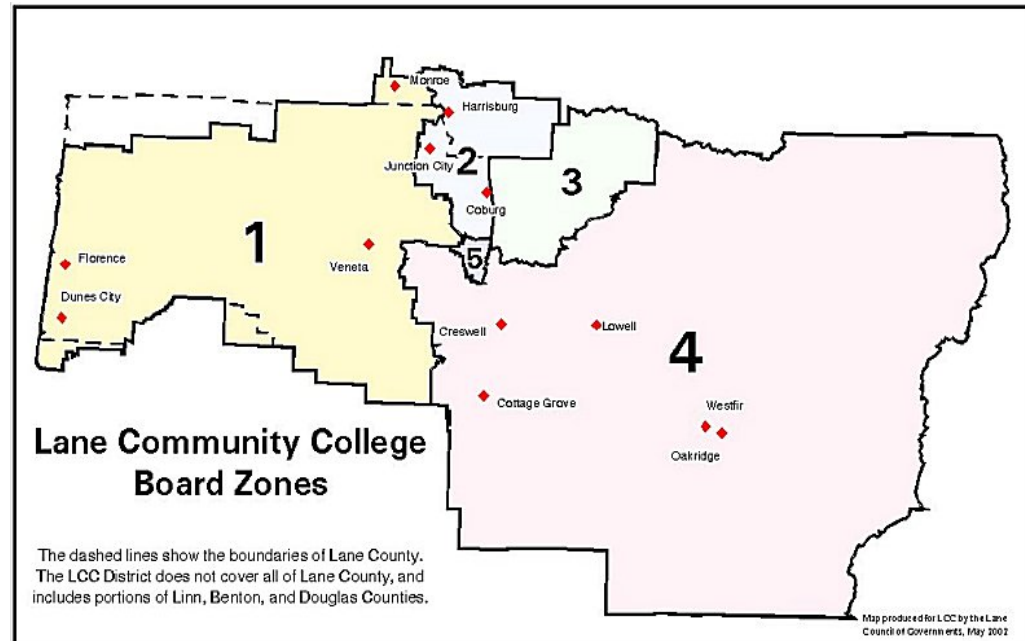 Monroe
Harrisburg
2
Junction City
3
Coburg
1
5
Florence
Veneta
Dunes City
Creswell
Lowell
4
Cottage Grove
Westfir
Oakridge
Lane Community College
Board Zones
The dashed lines show the boundaries of Lane County.
The LCC District does not cover all of Lane County, and
includes portions of Linn, Benton, and Douglas Counties.
Map produced for LCC by the Lane
Council of Governments, May 2002